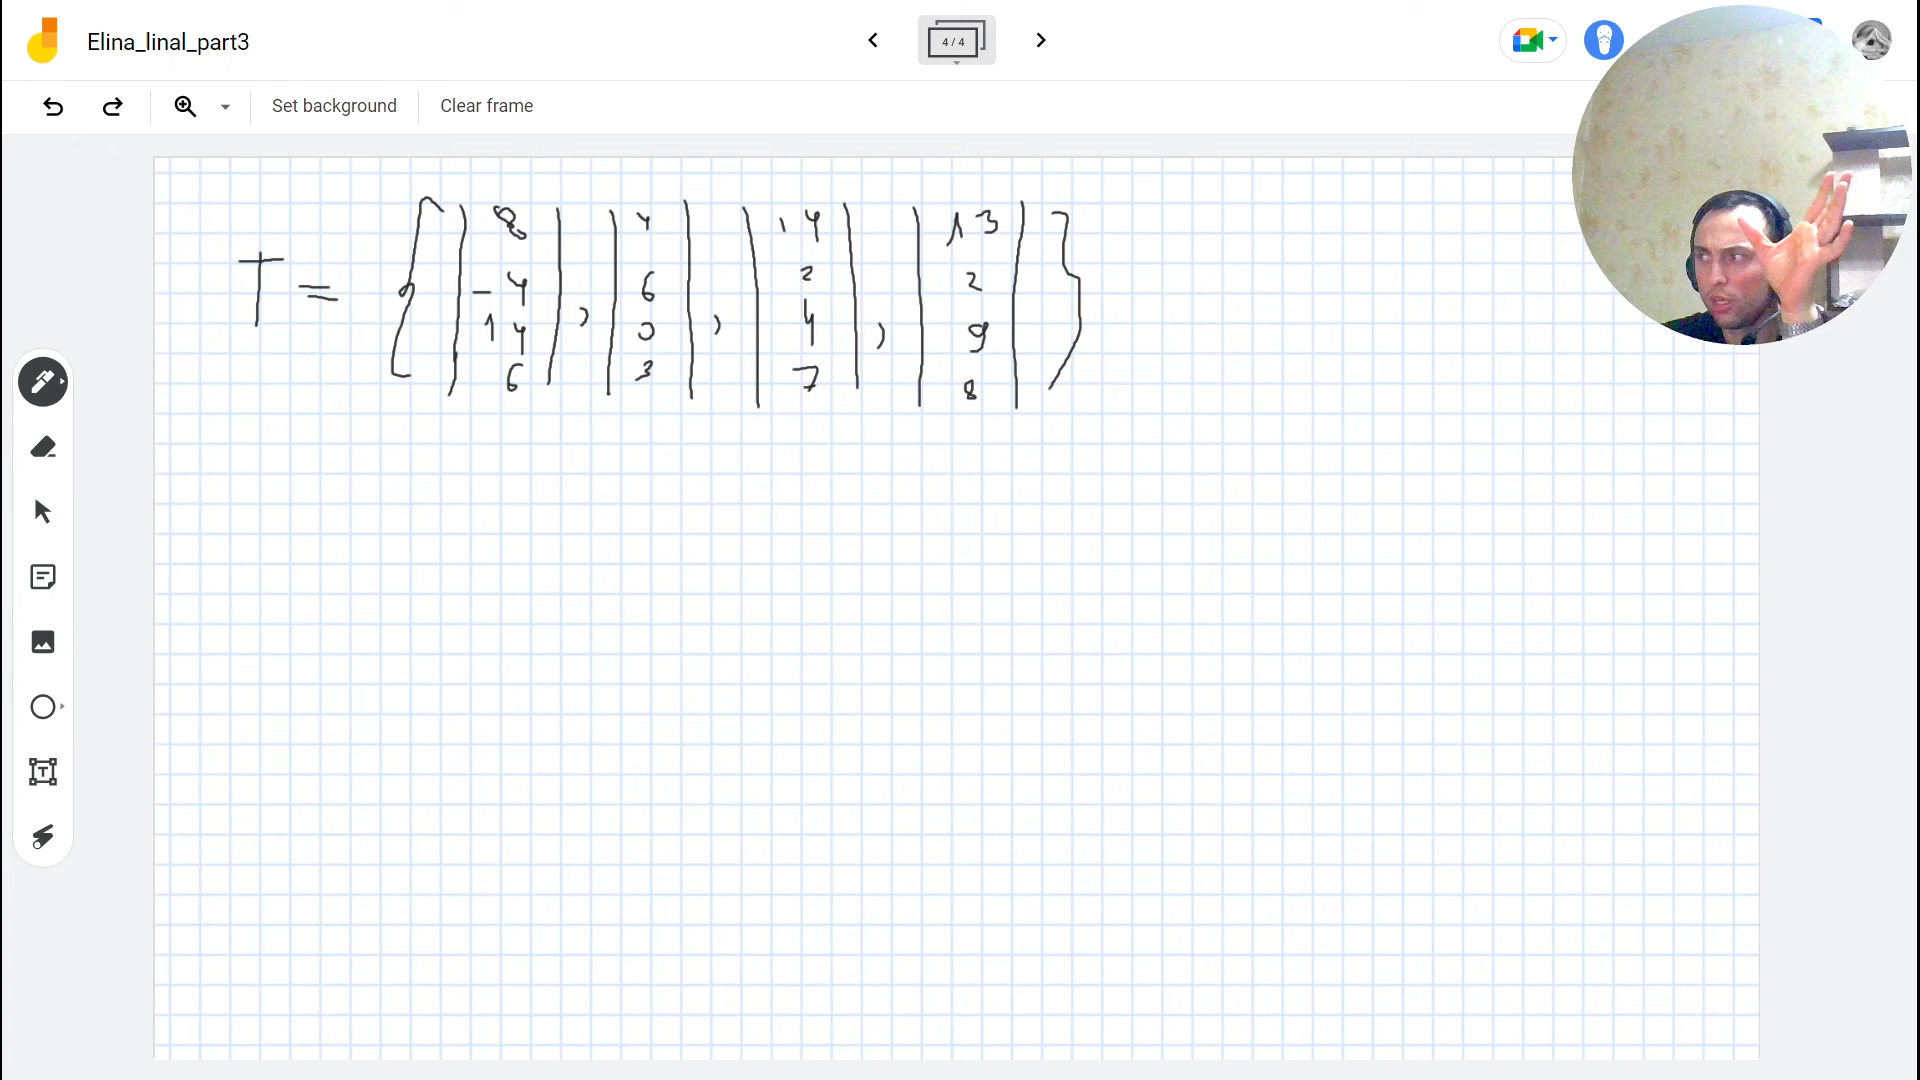 Elina_linal_part3
4 / 4
Set background
Clear frame
T = { | 8 | , | 4 | , | 14 | , | 13 | }
| -4 | | 6 | | 2 | | 2 |
| 14 | | 0 | | 4 | | 9 |
| 6 | | 3 | | 7 | | 8 |